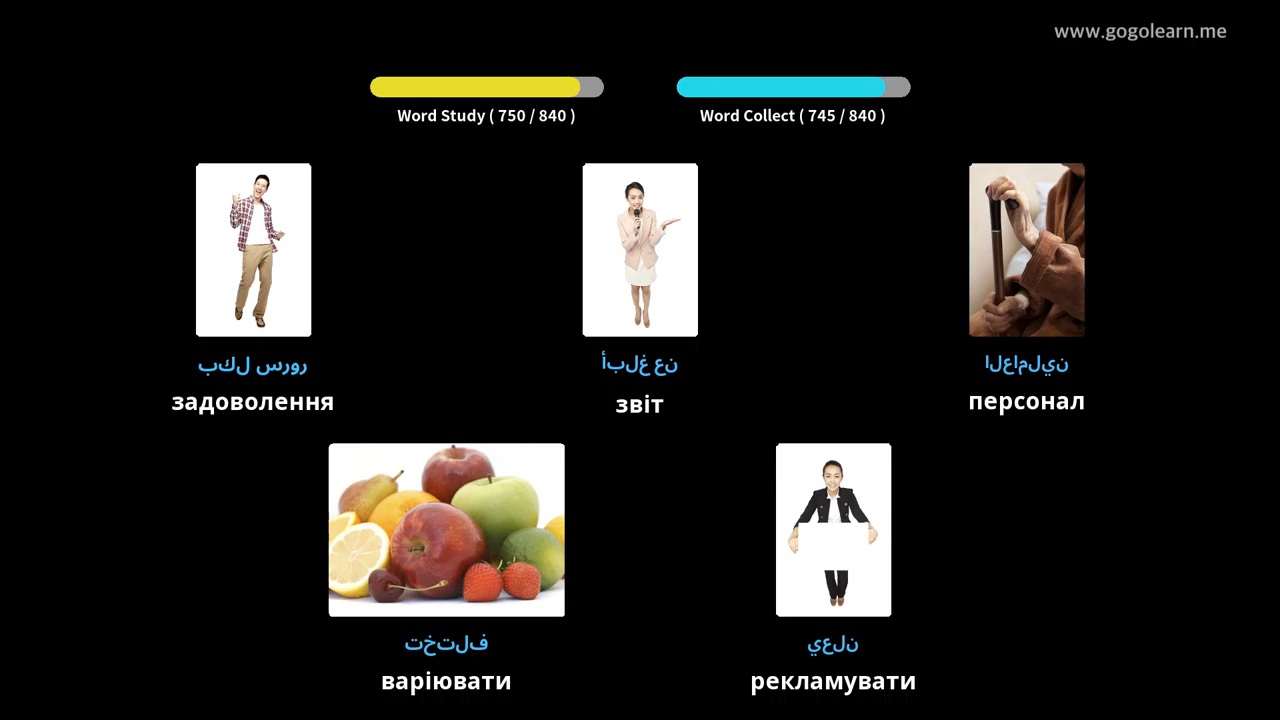 www.gogolearn.me
Word Study ( 750 / 840 )
Word Collect ( 745 / 840 )
بكل سرور
أبلغ عن
العاملين
задоволення
звіт
персонал
تختلف
يعلن
варіювати
рекламувати